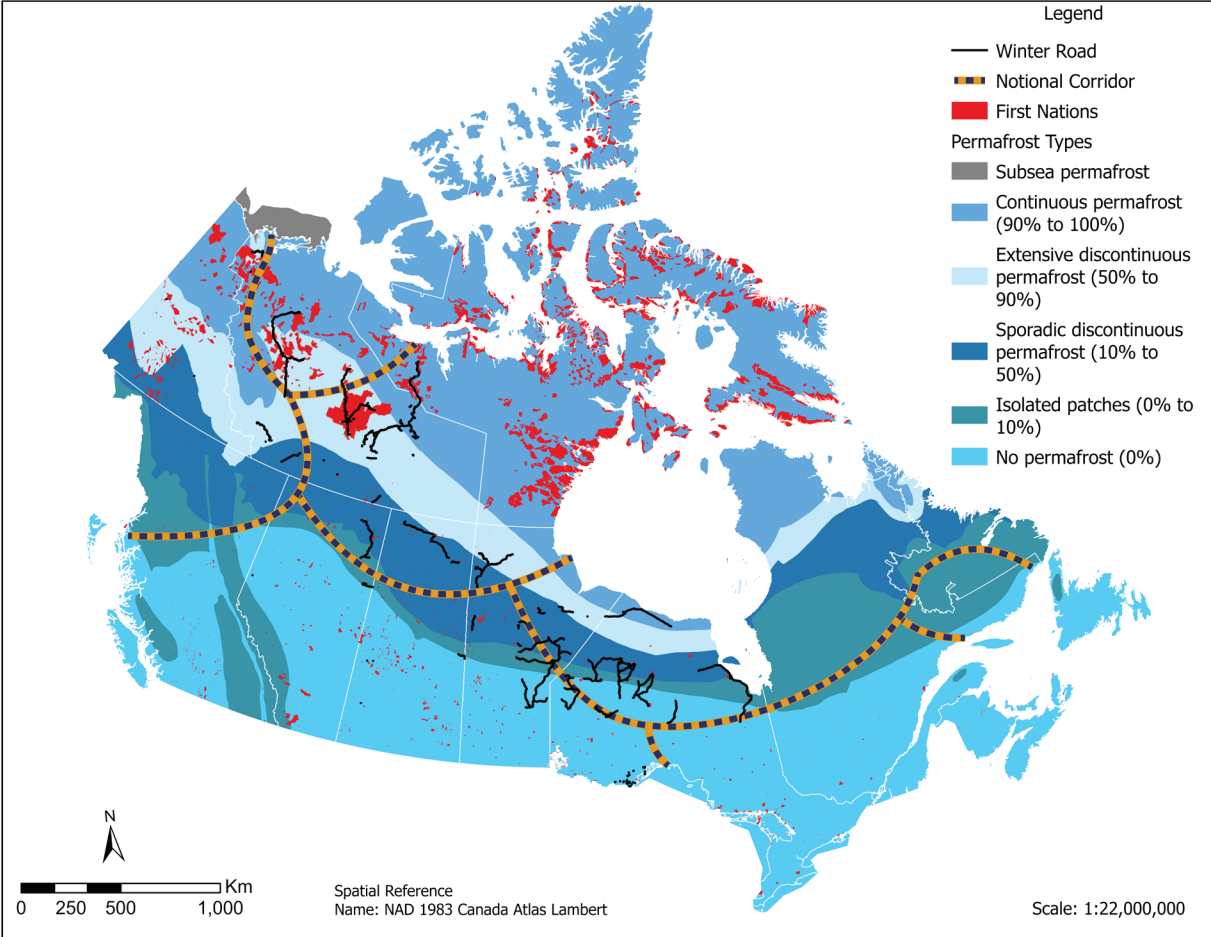 Legend
Winter Road
Notional Corridor
First Nations
Permafrost Types
Subsea permafrost
Continuous permafrost
(90% to 100%)
Extensive discontinuous
permafrost (50% to
90%)
Sporadic discontinuous
permafrost (10% to
50%)
Isolated patches (0% to
10%)
No permafrost (0%)
N
Km
0 250 500 1,000
Spatial Reference
Name: NAD 1983 Canada Atlas Lambert
Scale: 1:22,000,000